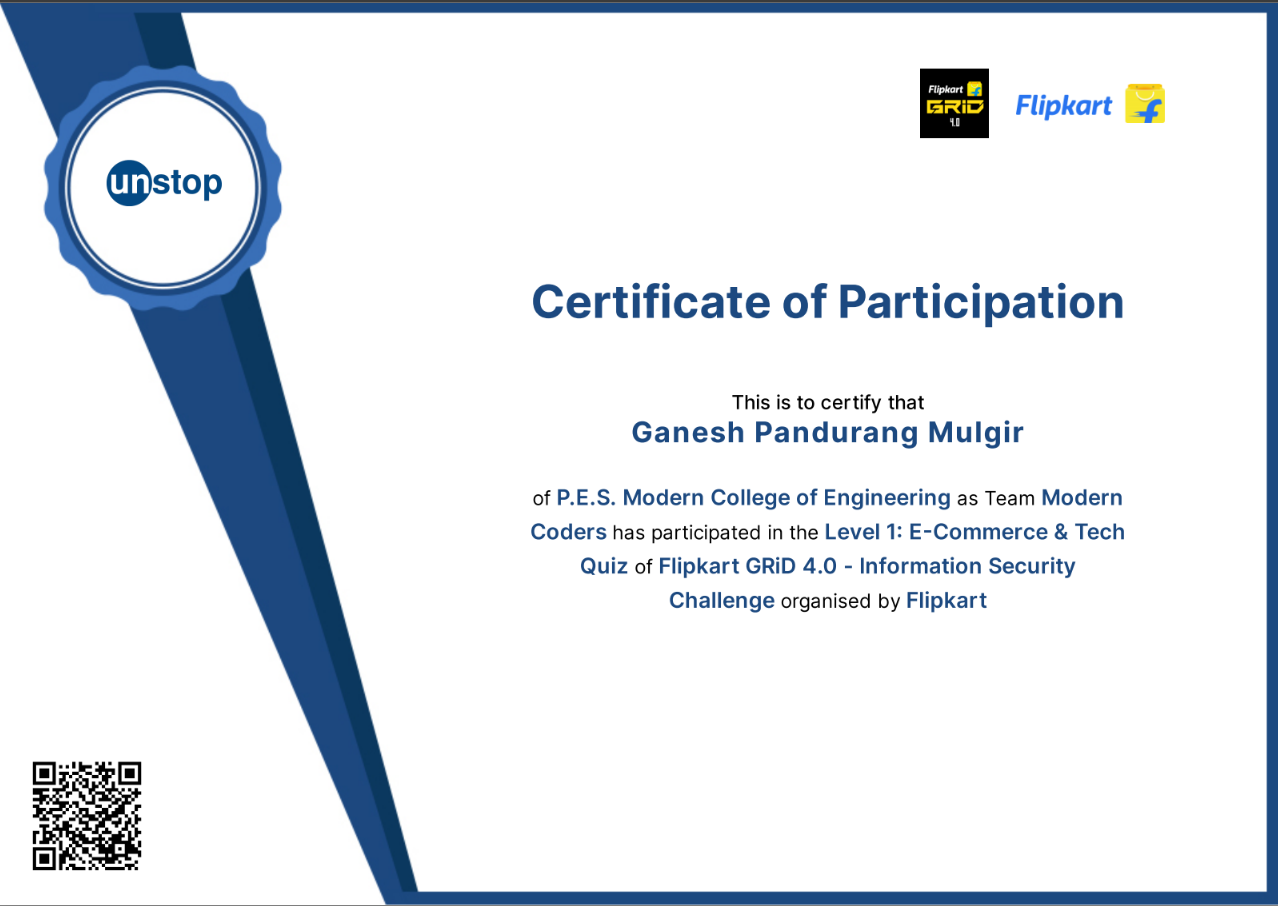 unstop
Flipkart
GRiD
4.0
Flipkart
Certificate of Participation
This is to certify that
Ganesh Pandurang Mulgir
of P.E.S. Modern College of Engineering as Team Modern
Coders has participated in the Level 1: E-Commerce & Tech
Quiz of Flipkart GRiD 4.0 - Information Security
Challenge organised by Flipkart